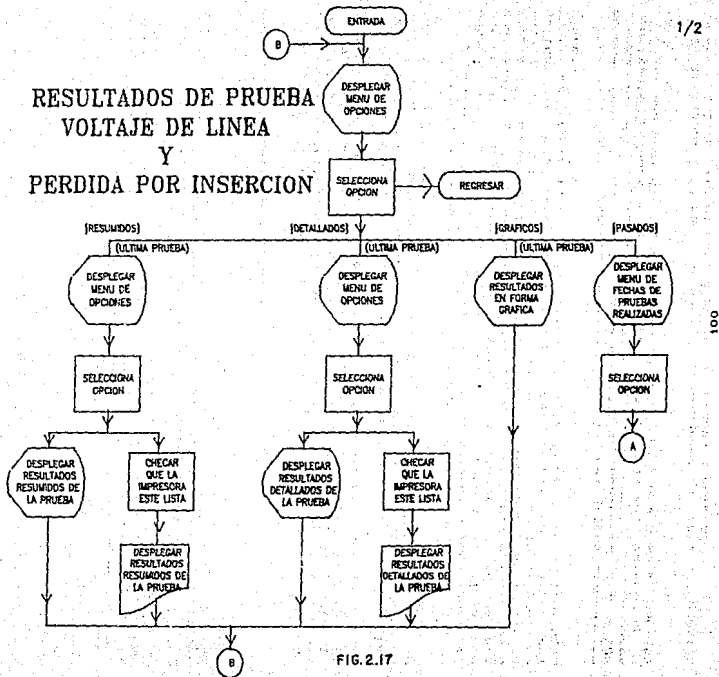 ENTRADA
1/2
B
DESPLEGAR
MENU DE
OPCIONES
RESULTADOS DE PRUEBA
VOLTAJE DE LINEA
Y
PERDIDA POR INSERCION
SELECCIONA
OPCION
REGRESAR
[RESUMIDOS]
(ULTIMA PRUEBA)
[DETALLADOS]
(ULTIMA PRUEBA)
[GRAFICOS]
(ULTIMA PRUEBA)
[PASADOS]
DESPLEGAR
MENU DE
OPCIONES
DESPLEGAR
MENU DE
OPCIONES
DESPLEGAR
RESULTADOS
EN FORMA
GRAFICA
DESPLEGAR
MENU DE
FECHAS DE
PRUEBAS
REALIZADAS
100
SELECCIONA
OPCION
SELECCIONA
OPCION
SELECCIONA
OPCION
A
DESPLEGAR
RESULTADOS
RESUMIDOS DE
LA PRUEBA
CHECAR
QUE LA
IMPRESORA
ESTE LISTA
DESPLEGAR
RESULTADOS
DETALLADOS DE
LA PRUEBA
CHECAR
QUE LA
IMPRESORA
ESTE LISTA
DESPLEGAR
RESULTADOS
RESUMIDOS DE
LA PRUEBA
DESPLEGAR
RESULTADOS
DETALLADOS DE
LA PRUEBA
B
FIG. 2.17